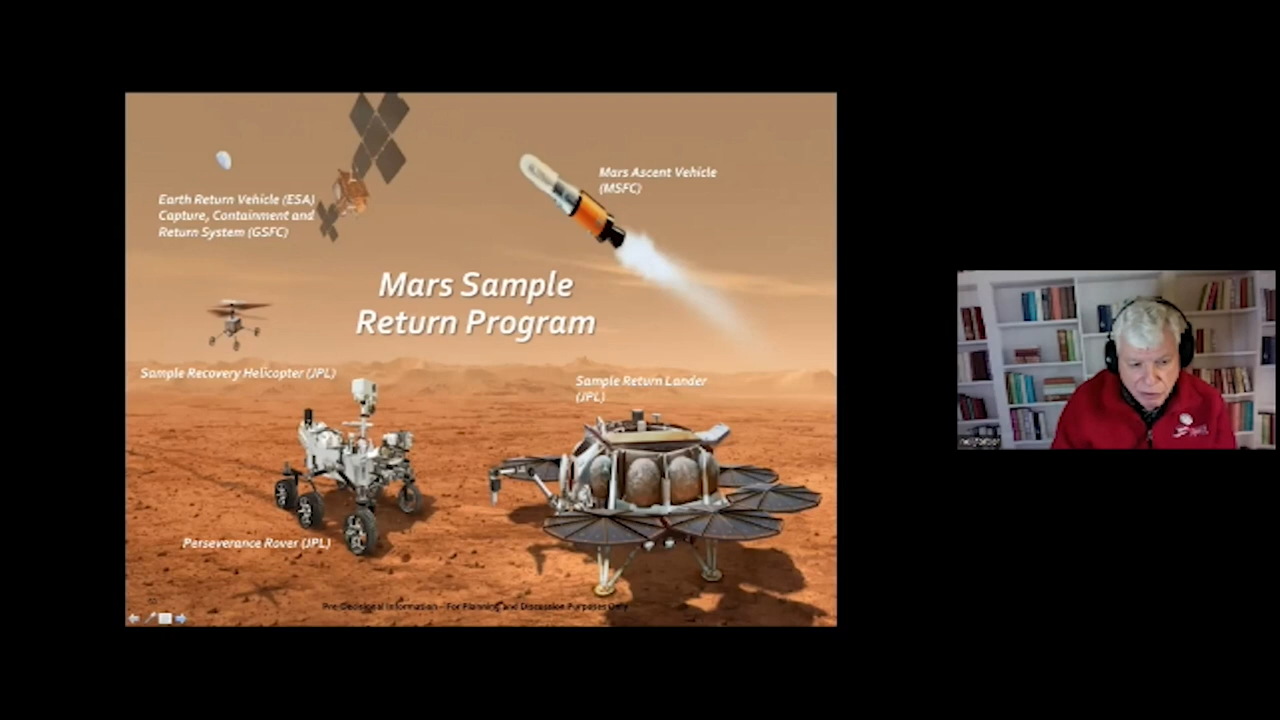 Mars Ascent Vehicle
(MSFC)
Earth Return Vehicle (ESA)
Capture, Containment and
Return System (GSFC)
Mars Sample
Return Program
Sample Recovery Helicopter (JPL)
Sample Return Lander
(JPL)
Perseverance Rover (JPL)
Pre-Decisional Information – For Planning and Discussion Purposes Only